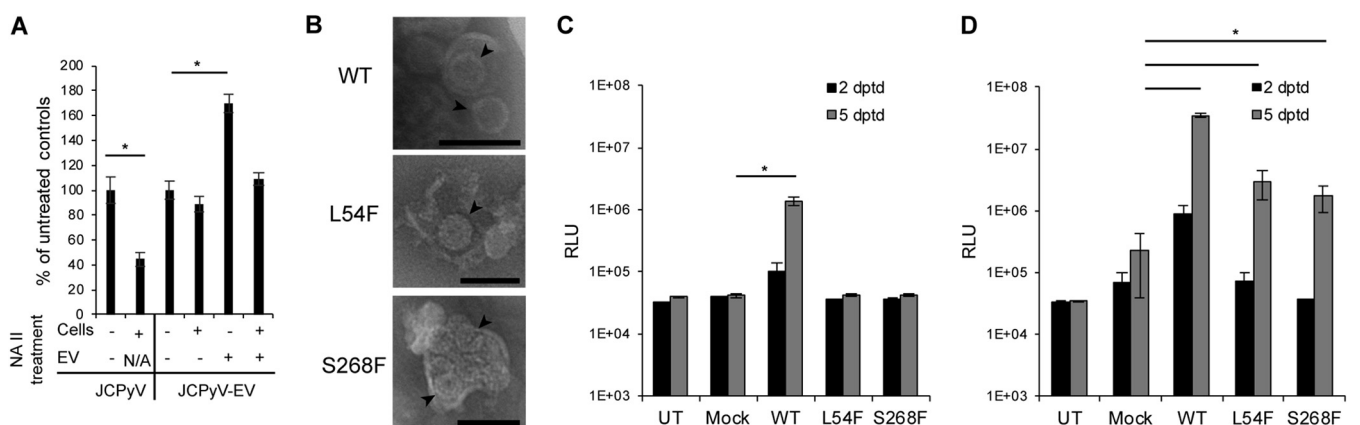 A
% of untreated controls
200
180
160
140
120
100
80
60
40
20
0
*
*
NA II
treatment
Cells - + - + - +
EV - N/A - - + +
JCPyV JCPyV-EV
B
WT
L54F
S268F
C
RLU
1E+08
1E+07
1E+06
1E+05
1E+04
1E+03
*
2 dptd
5 dptd
UT Mock WT L54F S268F
D
RLU
1E+08
1E+07
1E+06
1E+05
1E+04
1E+03
*
2 dptd
5 dptd
UT Mock WT L54F S268F